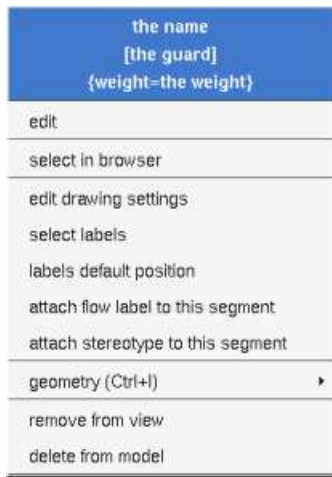 the name
[the guard]
{weight=the weight}
edit
select in browser
edit drawing settings
select labels
labels default position
attach flow label to this segment
attach stereotype to this segment
geometry (Ctrl+l)
remove from view
delete from model